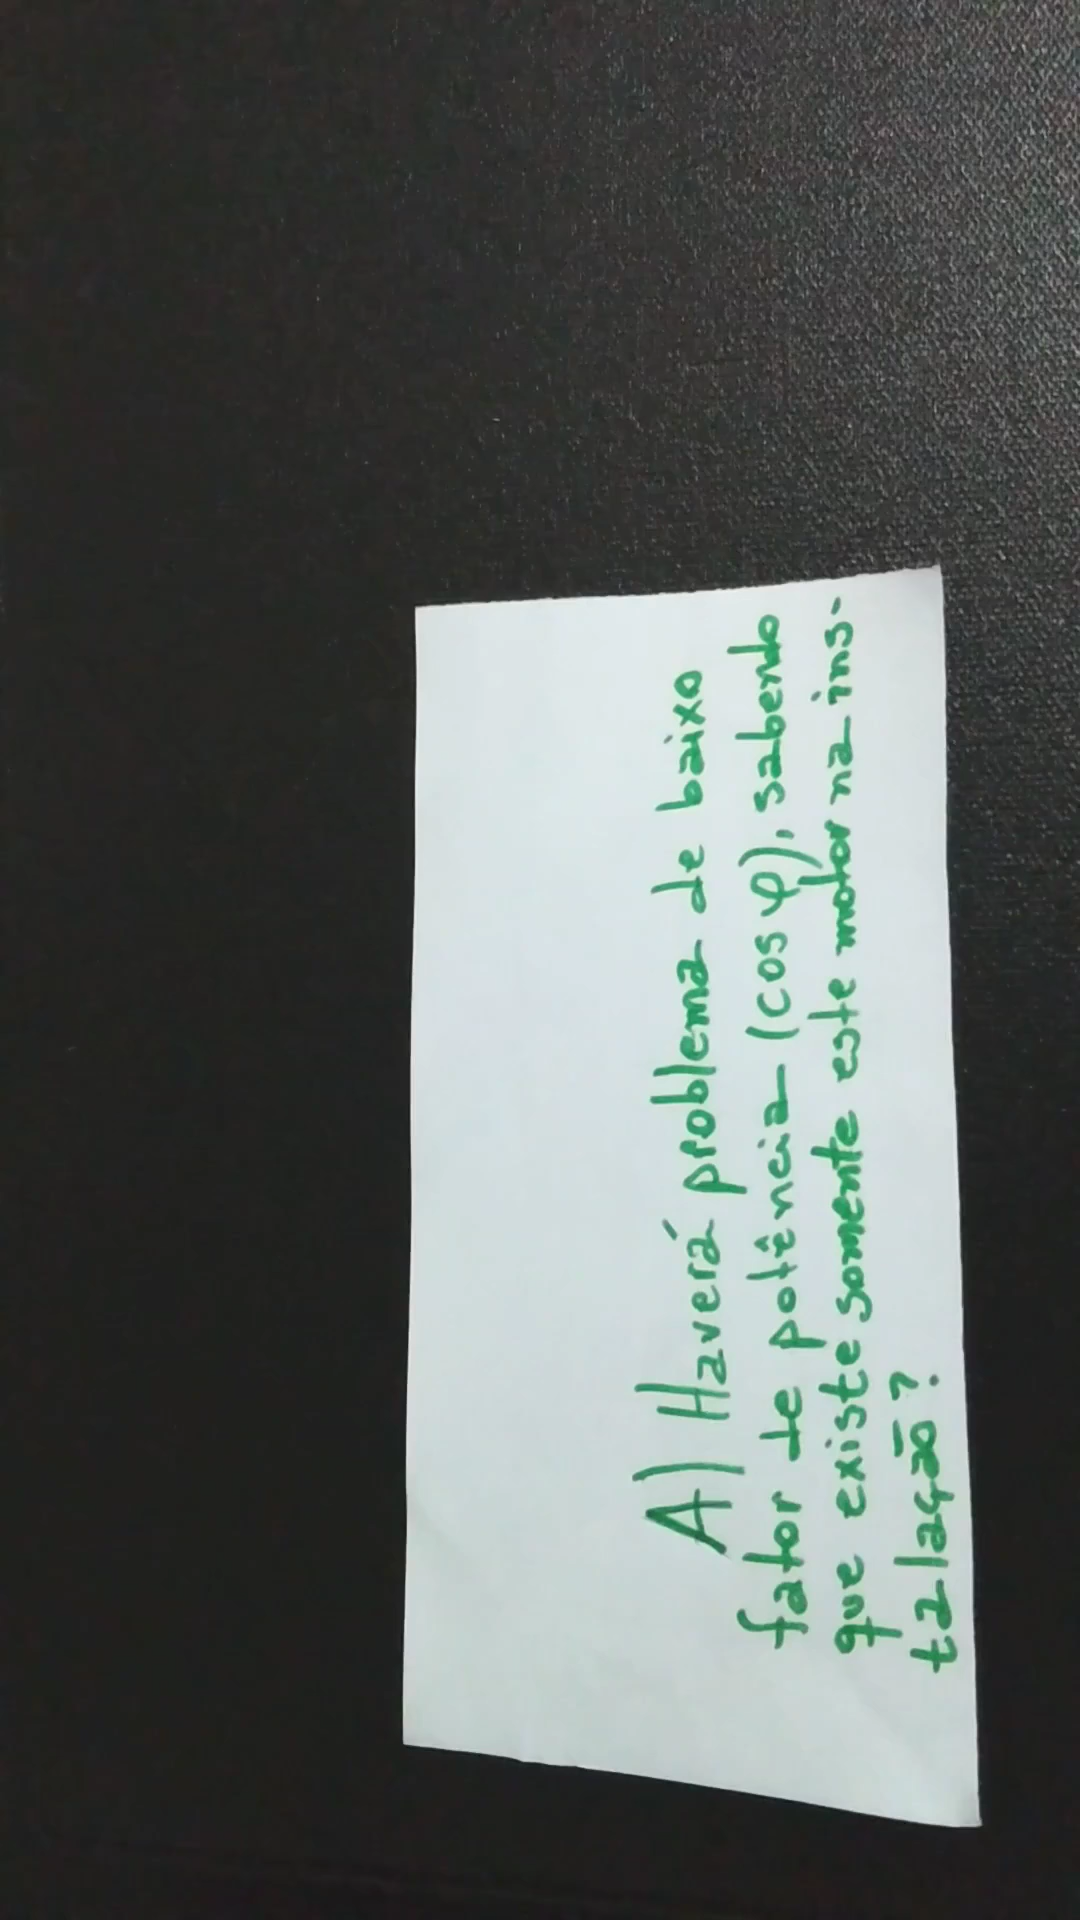 A) Haverá problema de baixo
fator de potência (cos φ), sabendo
que existe somente este motor na ins-
talação?